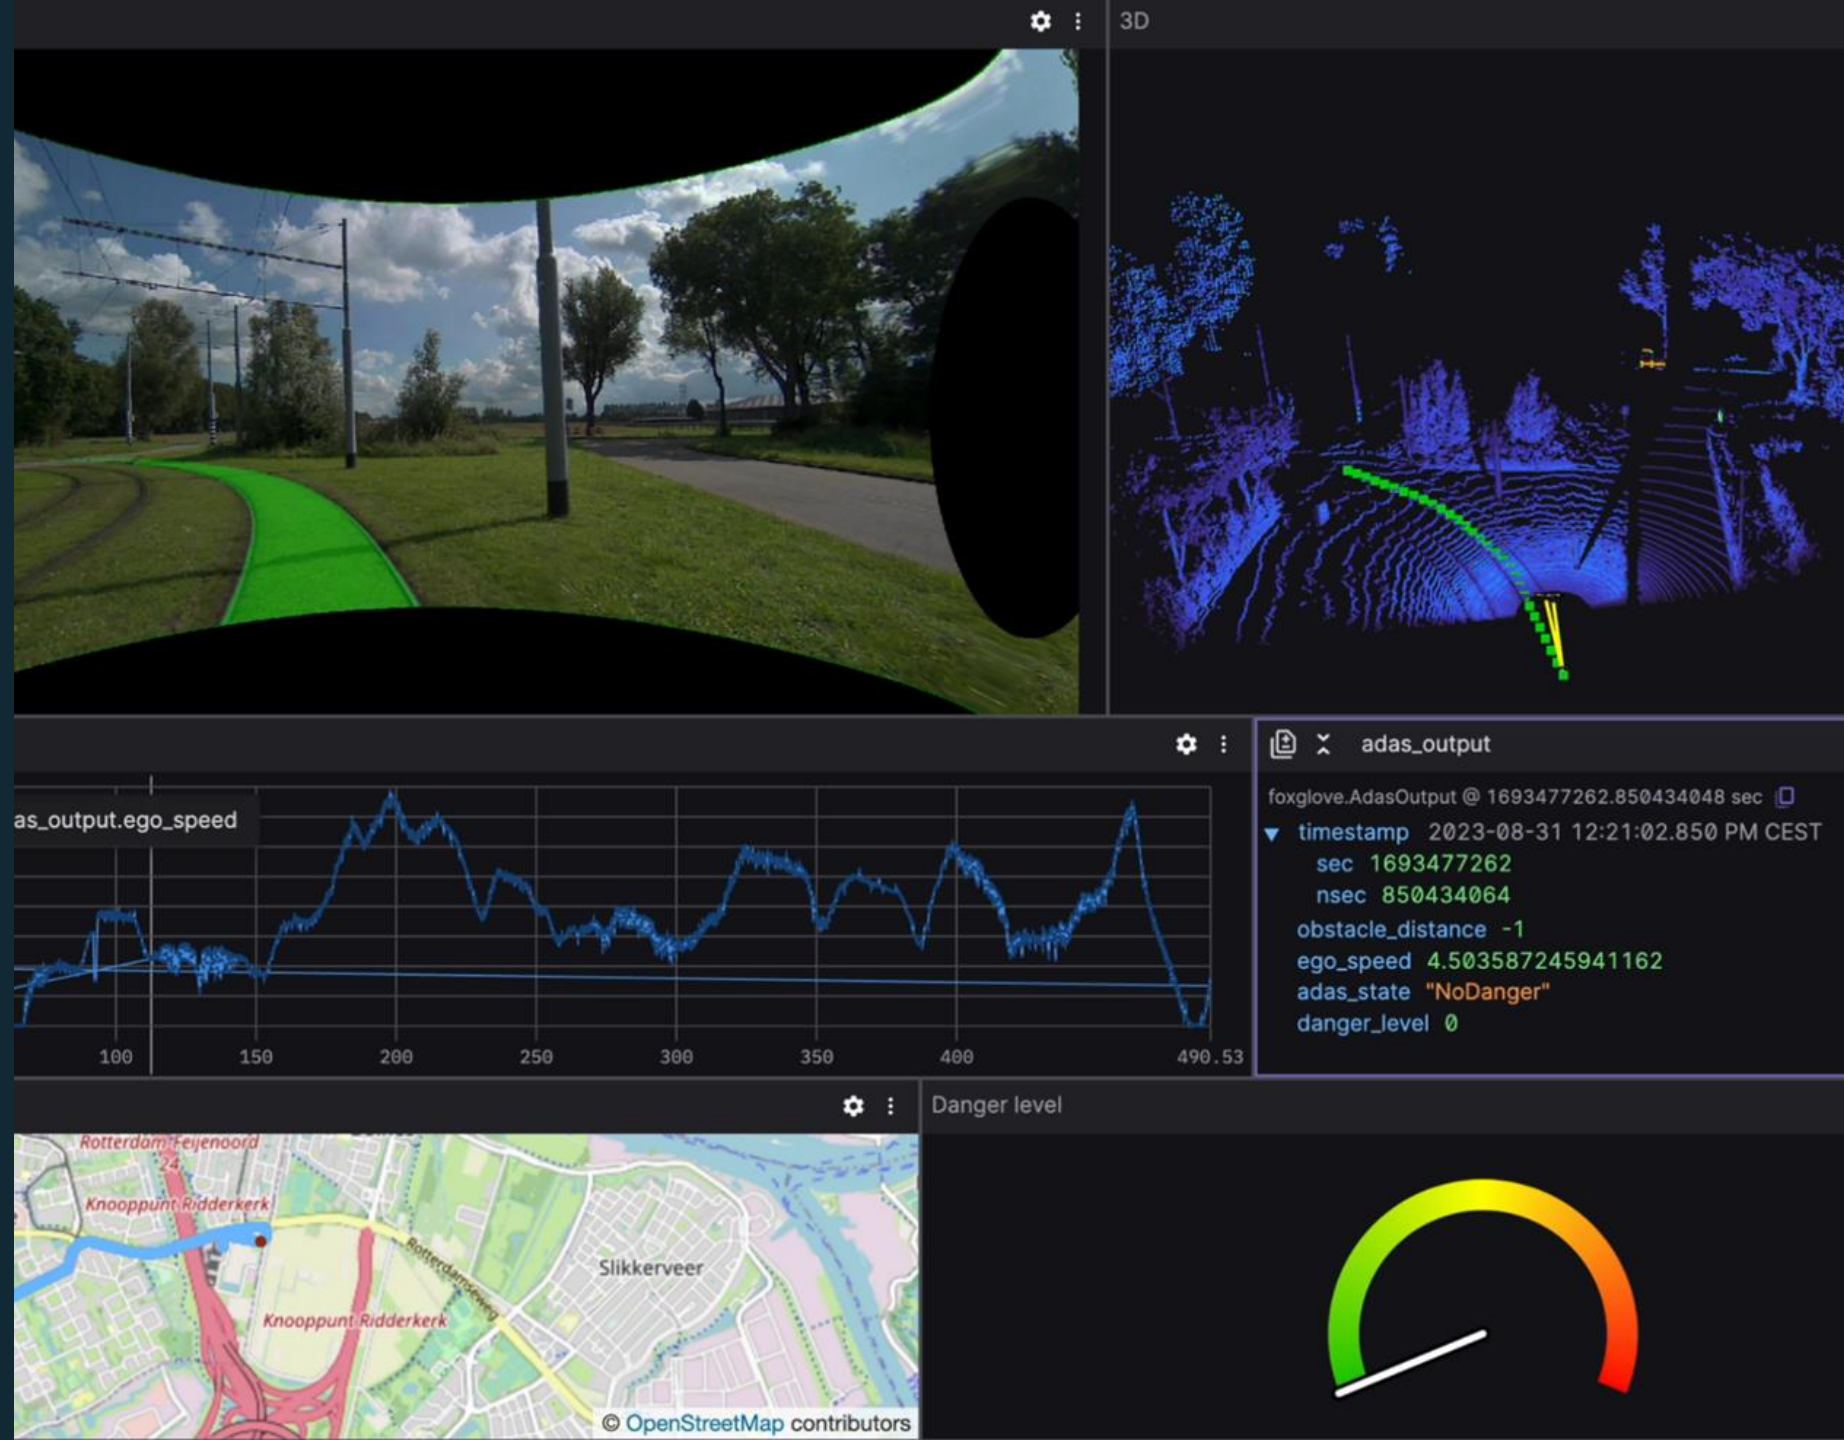 3D
as_output.ego_speed
100 150 200 250 300 350 400 490.53
adas_output
foxglove.AdasOutput @ 1693477262.850434048 sec
timestamp 2023-08-31 12:21:02.850 PM CEST
sec 1693477262
nsec 850434064
obstacle_distance -1
ego_speed 4.503587245941162
adas_state "NoDanger"
danger_level 0
Rotterdam-Feijenoord
24
Knooppunt Ridderkerk
Rotterdamseweg
Slikkerveer
Knooppunt Ridderkerk
© OpenStreetMap contributors
Danger level